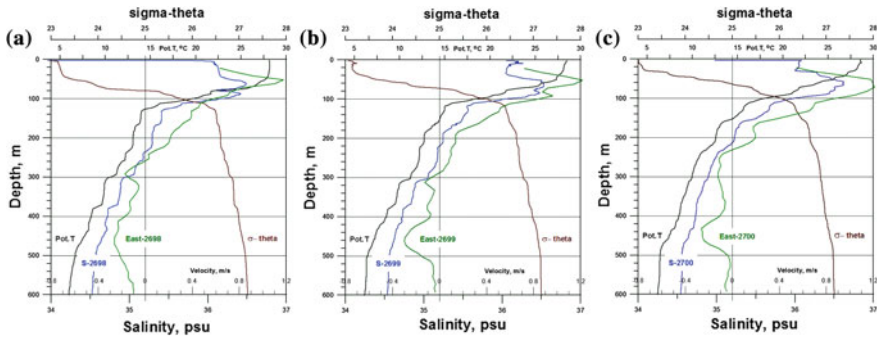 sigma-theta sigma-theta sigma-theta
23 24 25 26 27 28 23 24 25 26 27 28 23 24 25 26 27 28
(a) (b) (c)
5 10 15 20 25 30 5 10 15 20 25 30 5 10 15 20 25 30
Pot.T, °C Pot.T, °C Pot.T, °C
Depth, m Depth, m Depth, m
0 0 0
100 100 100
200 200 200
300 300 300
400 400 400
500 500 500
600 600 600
Pot.T East-2698 σ- theta Pot.T East-2699 σ- theta Pot.T East-2700 σ- theta
S-2698 S-2699 S-2700
Velocity, m/s Velocity, m/s Velocity, m/s
-0.8 -0.4 0 0.4 0.8 1.2 -0.8 -0.4 0 0.4 0.8 1.2 -0.8 -0.4 0 0.4 0.8 1.2
34 35 36 37 34 35 36 37 34 35 36 37
Salinity, psu Salinity, psu Salinity, psu